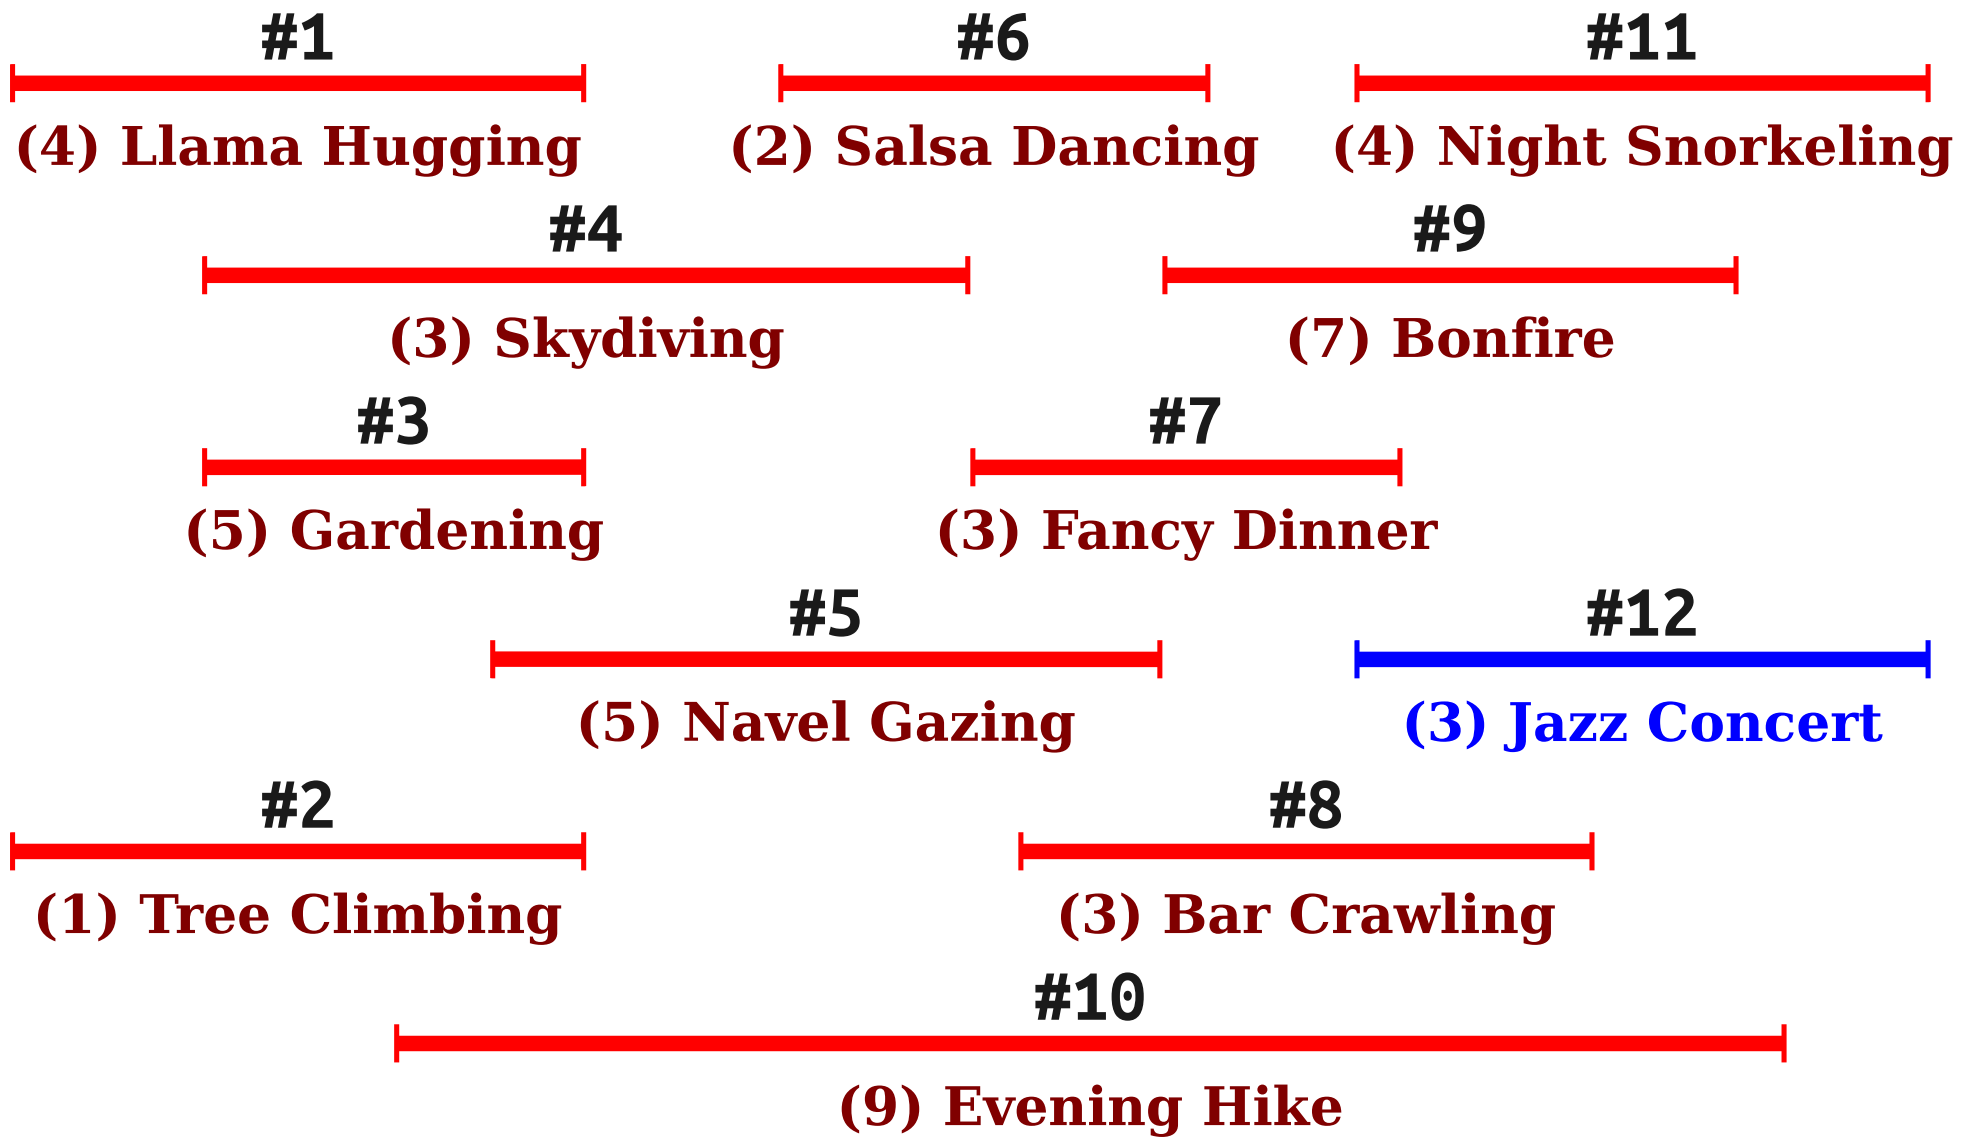 #1 #6 #11
(4) Llama Hugging (2) Salsa Dancing (4) Night Snorkeling
#4 #9
(3) Skydiving (7) Bonfire
#3 #7
(5) Gardening (3) Fancy Dinner
#5 #12
(5) Navel Gazing (3) Jazz Concert
#2 #8
(1) Tree Climbing (3) Bar Crawling
#10
(9) Evening Hike